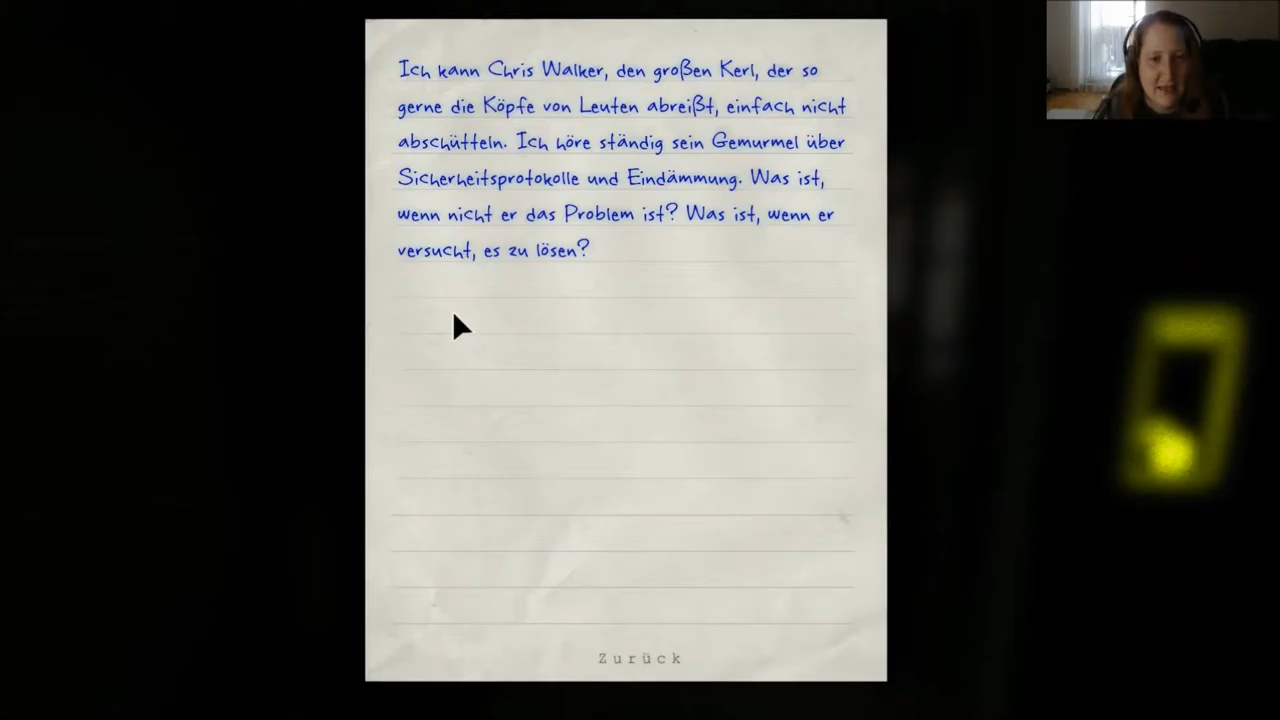 Ich kann Chris Walker, den großen Kerl, der so
gerne die Köpfe von Leuten abreißt, einfach nicht
abschütteln. Ich höre ständig sein Gemurmel über
Sicherheitsprotokolle und Eindämmung. Was ist,
wenn nicht er das Problem ist? Was ist, wenn er
versucht, es zu lösen?
Zurück